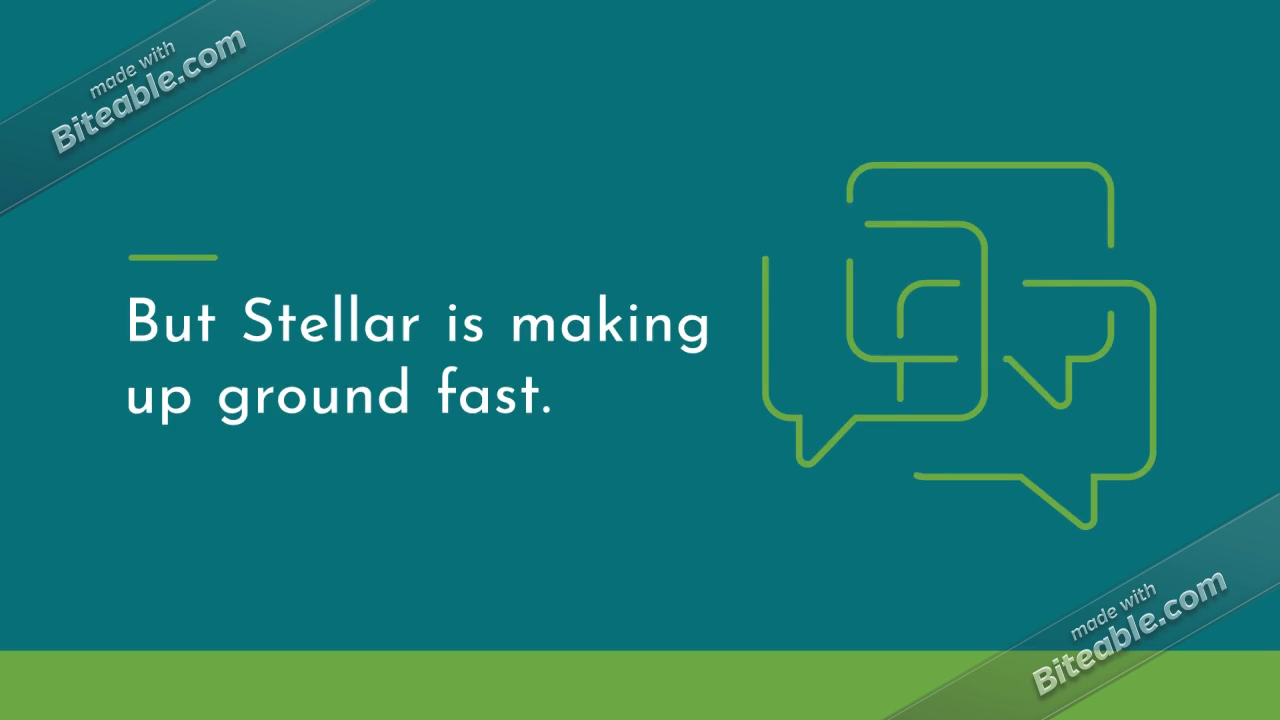 made with
Biteable.com
But Stellar is making
up ground fast.
made with
Biteable.com